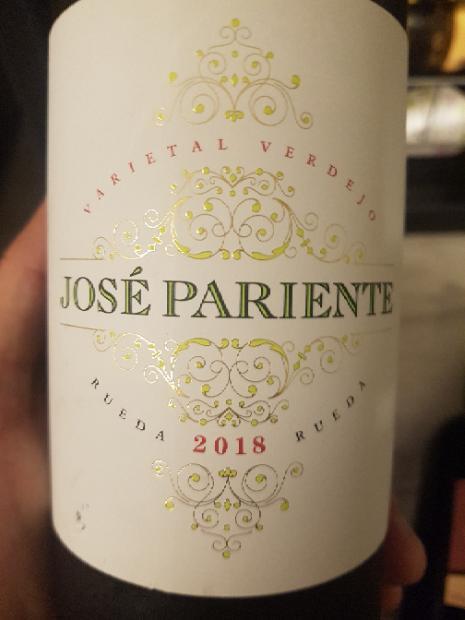 VARIETAL VERDEJO
JOSÉ PARIENTE
RUEDA 2018 RUEDA